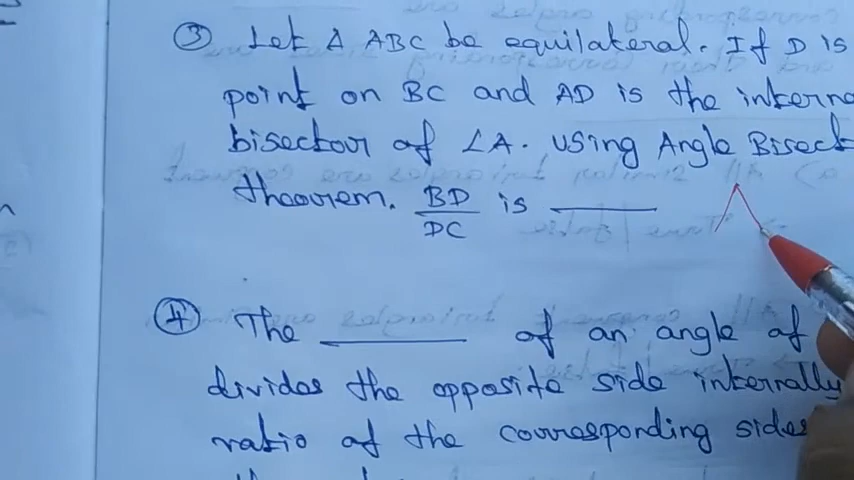 ③ Let Δ ABC be equilateral. If D is
point on BC and AD is the interna
bisector of ∠A. using Angle Bisect
theorem. BD/DC is ______
④ The ______ of an angle of
divides the opposite side internally
ratio of the corresponding sides